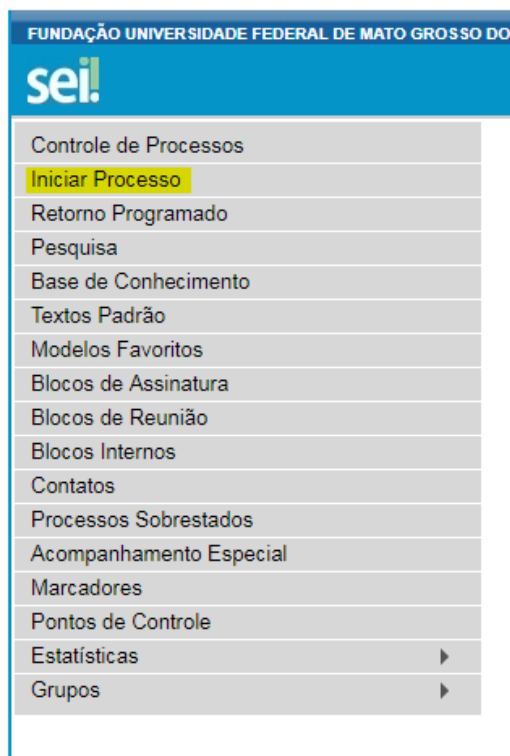 FUNDAÇÃO UNIVERSIDADE FEDERAL DE MATO GROSSO DO
sei!
Controle de Processos
Iniciar Processo
Retorno Programado
Pesquisa
Base de Conhecimento
Textos Padrão
Modelos Favoritos
Blocos de Assinatura
Blocos de Reunião
Blocos Internos
Contatos
Processos Sobrestados
Acompanhamento Especial
Marcadores
Pontos de Controle
Estatísticas
Grupos